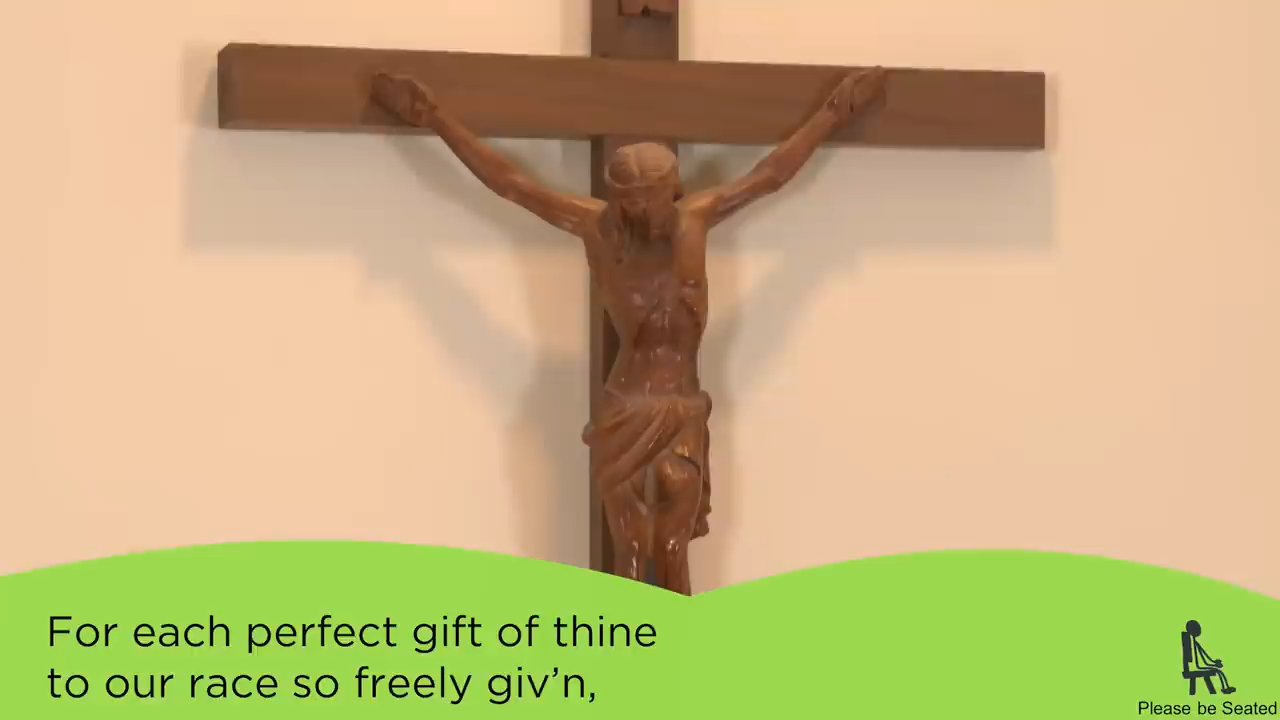 For each perfect gift of thine
to our race so freely giv’n,
Please be Seated